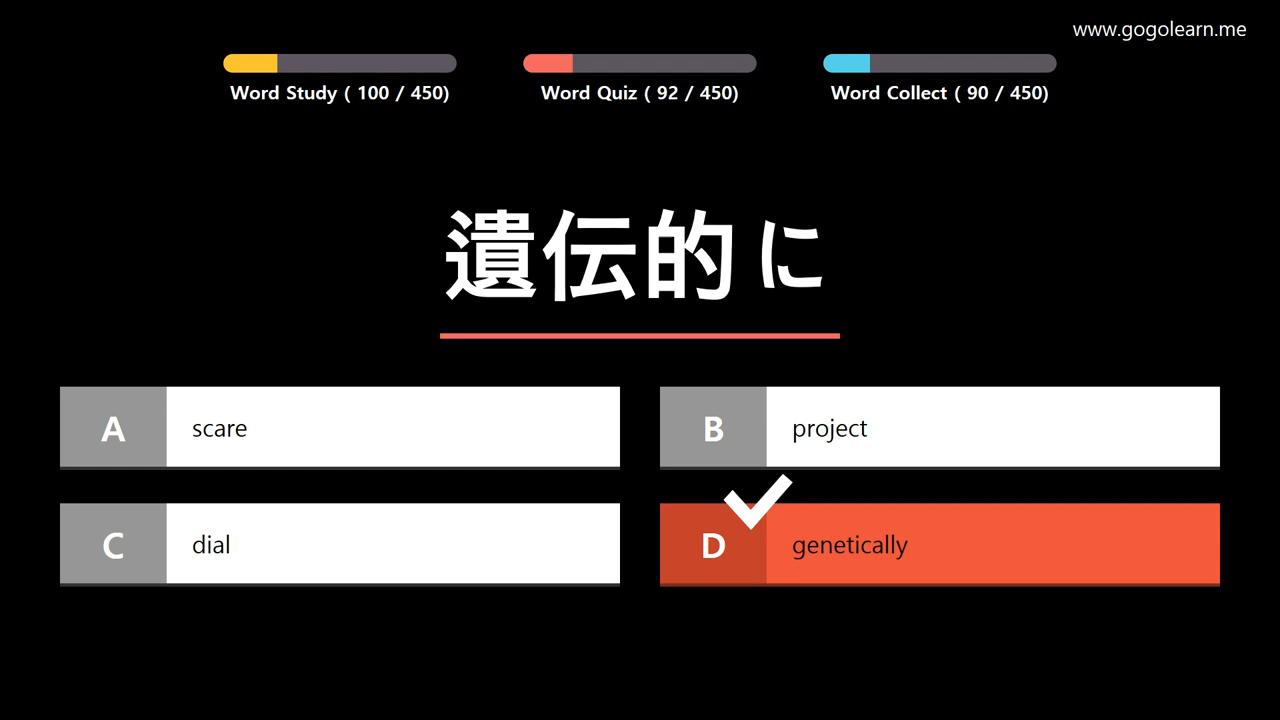 www.gogolearn.me
Word Study ( 100 / 450)
Word Quiz ( 92 / 450)
Word Collect ( 90 / 450)
遺伝的に
A scare
B project
C dial
D genetically